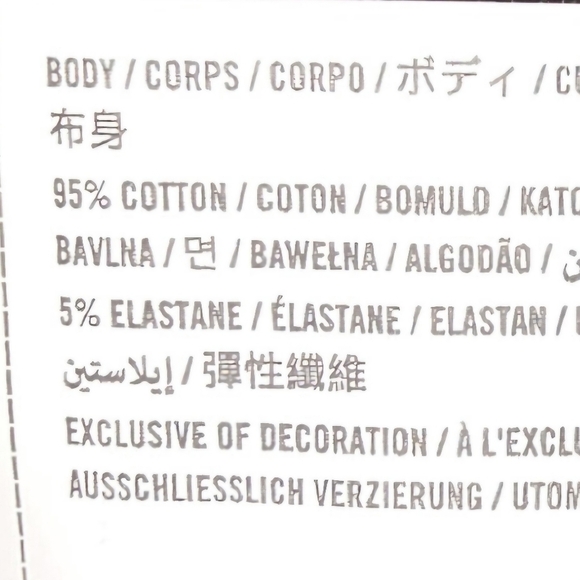 BODY / CORPS / CORPO / ボディ /
布身
95% COTTON / COTON / BOMULD /
BAVLNA / 면 / BAWEŁNA / ALGODÃO /
5% ELASTANE / ÉLASTANE / ELASTAN /
إيلاستين / 彈性纖維
EXCLUSIVE OF DECORATION / À
AUSSCHLIESSLICH VERZIERUNG /